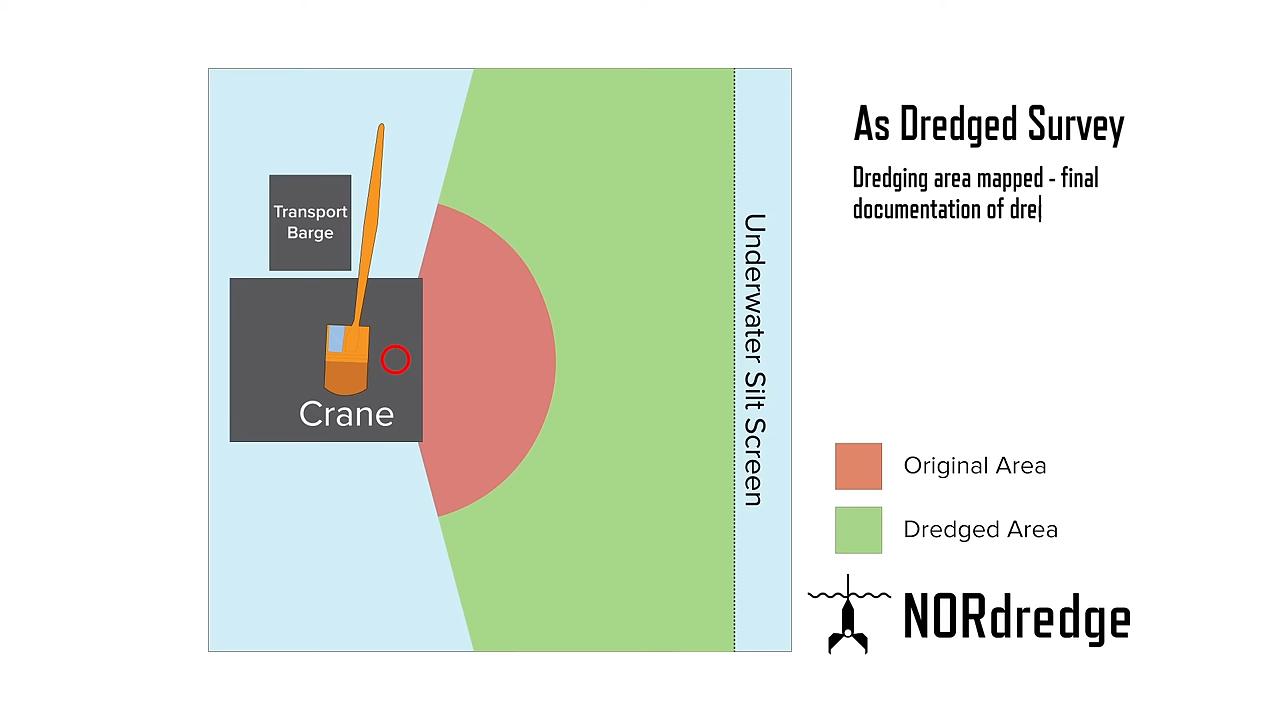 As Dredged Survey
Dredging area mapped - final
documentation of dre
Transport
Barge
Crane
Underwater Silt Screen
Original Area
Dredged Area
NORdredge